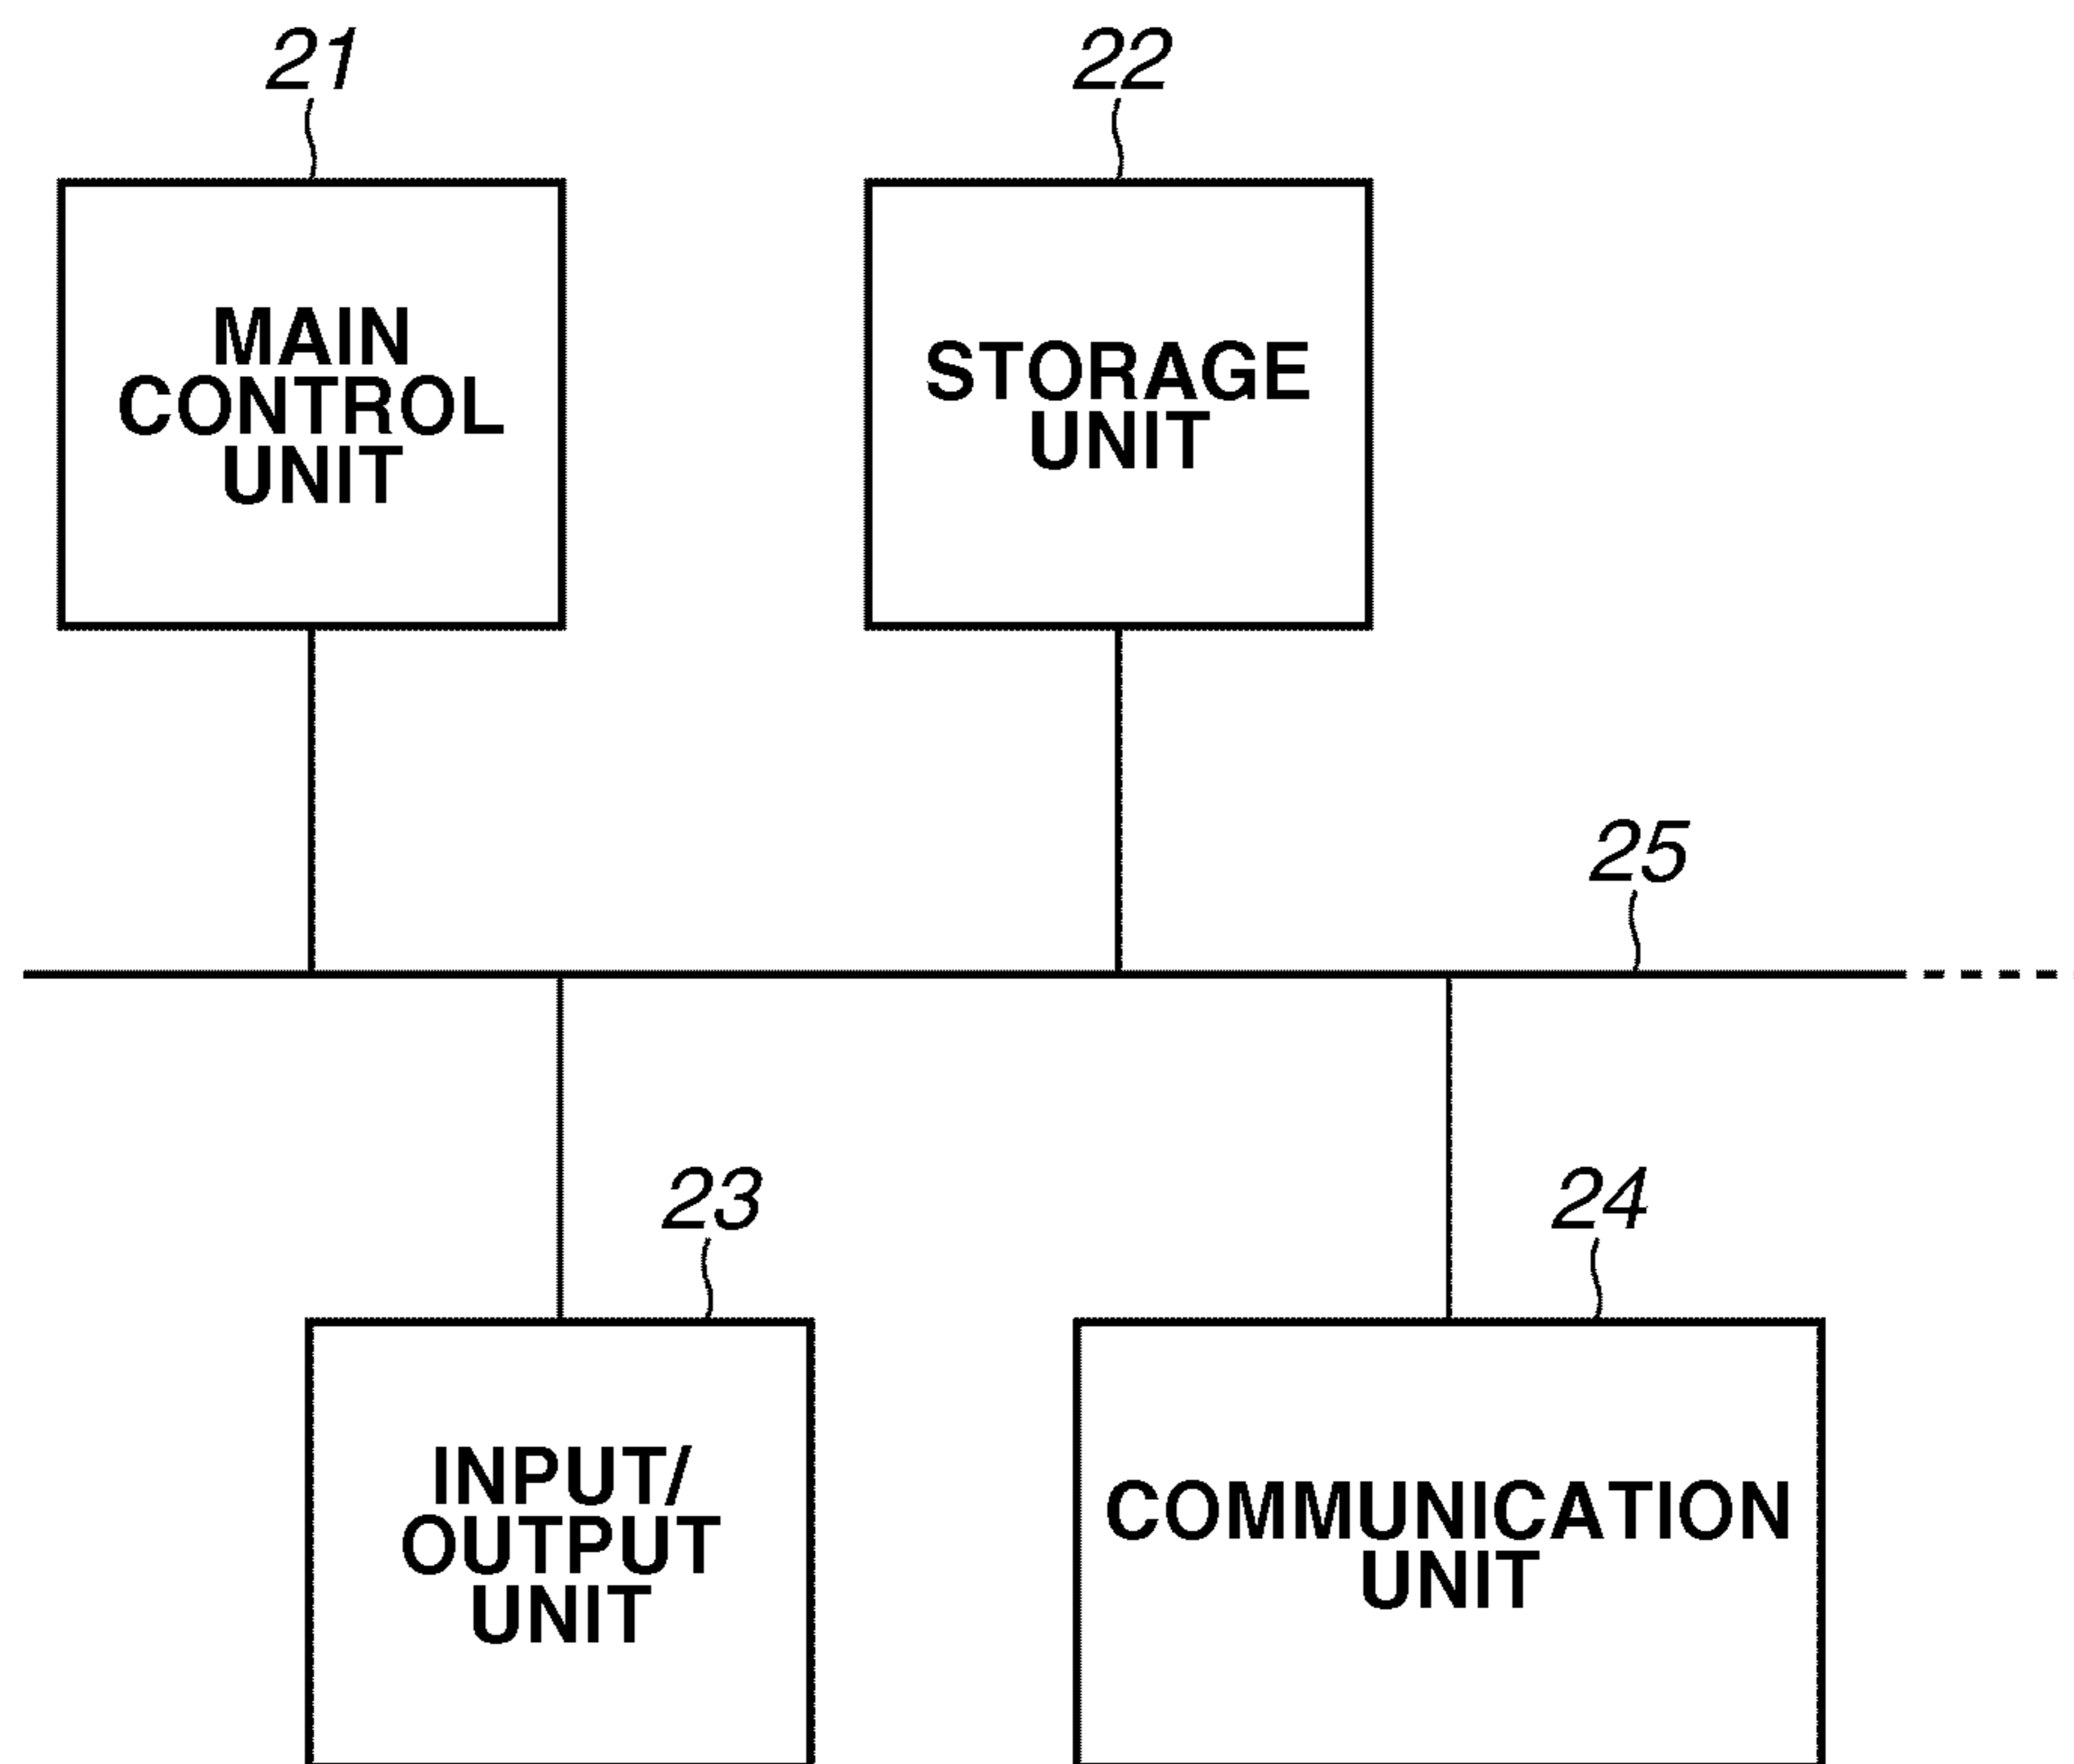 21
22
MAIN
CONTROL
UNIT
STORAGE
UNIT
25
23
24
INPUT/
OUTPUT
UNIT
COMMUNICATION
UNIT